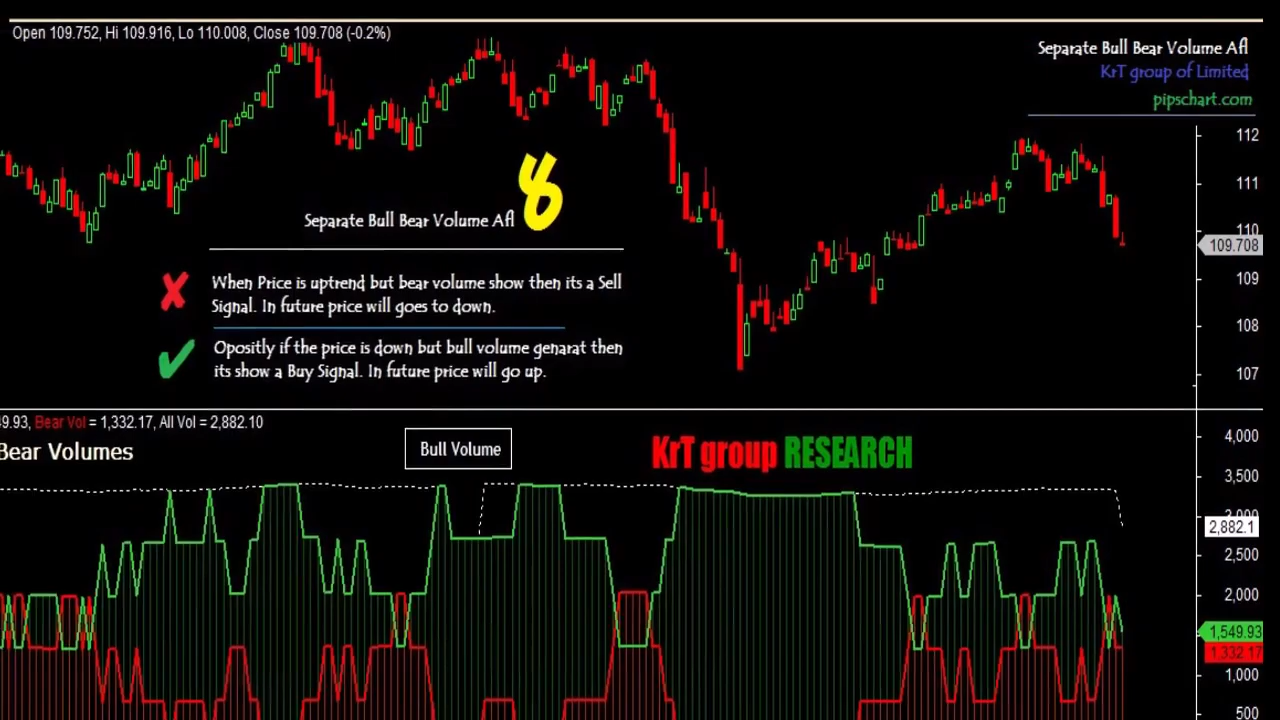 Open 109.752, Hi 109.916, Lo 110.008, Close 109.708 (-0.2%)
Separate Bull Bear Volume Afl
KrT group of Limited
pipschart.com
112
111
110
109.708
109
108
107
Separate Bull Bear Volume Afl 8
When Price is uptrend but bear volume show then its a Sell
Signal. In future price will goes to down.
Opositly if the price is down but bull volume genarat then
its show a Buy Signal. In future price will go up.
49.93, Bear Vol = 1,332.17, All Vol = 2,882.10
Bear Volumes
Bull Volume
KrT group RESEARCH
4,000
3,500
3,000
2,882.1
2,500
2,000
1,549.93
1,332.17
1,000
500